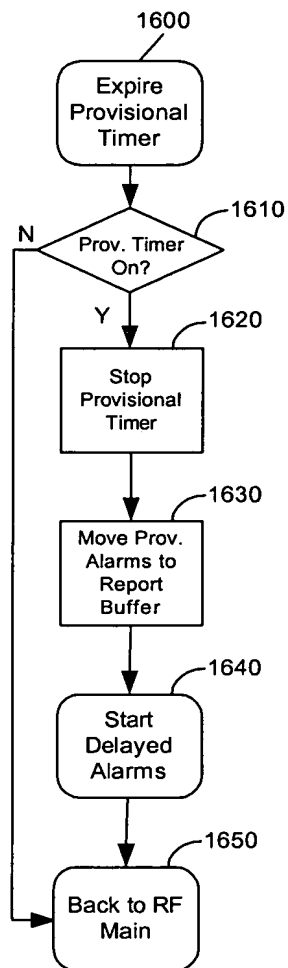 1600
Expire
Provisional
Timer
1610
N
Prov. Timer
On?
Y
1620
Stop
Provisional
Timer
1630
Move Prov.
Alarms to
Report
Buffer
1640
Start
Delayed
Alarms
1650
Back to RF
Main